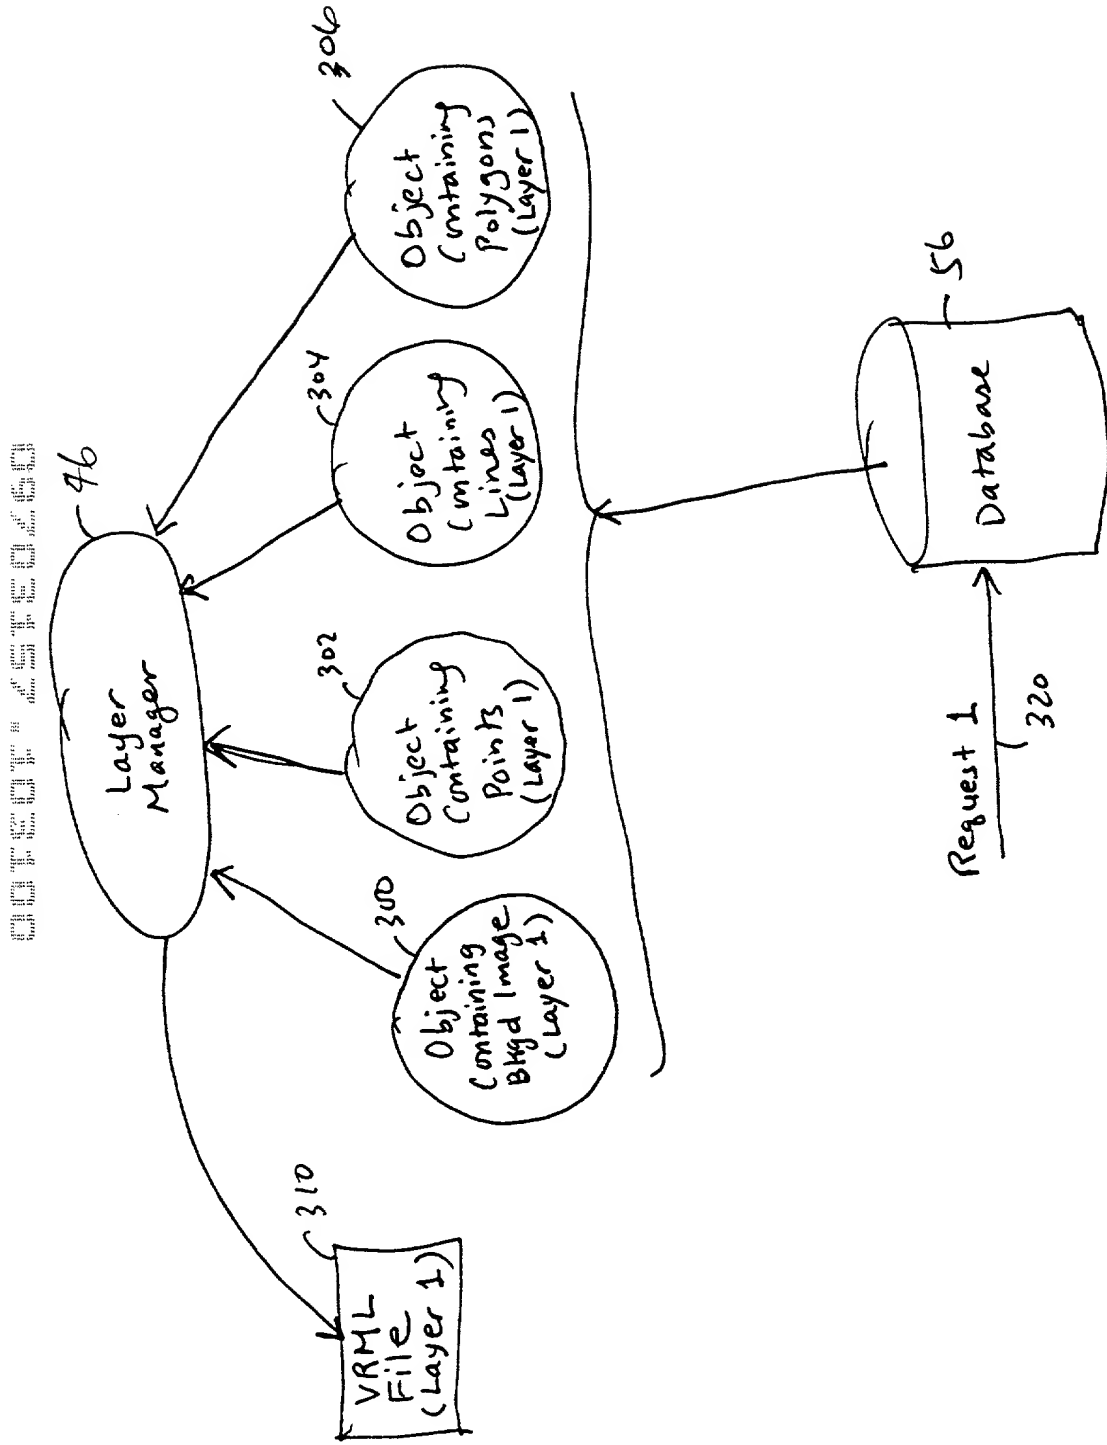 Layer
Manager
46
310
VRML
File
(Layer 1)
300
Object
Containing
Bkgd Image
(Layer 1)
302
Object
Containing
Points
(Layer 1)
304
Object
Containing
Lines
(Layer 1)
306
Object
Containing
Polygons
(Layer 1)
Request 1
320
Database
56